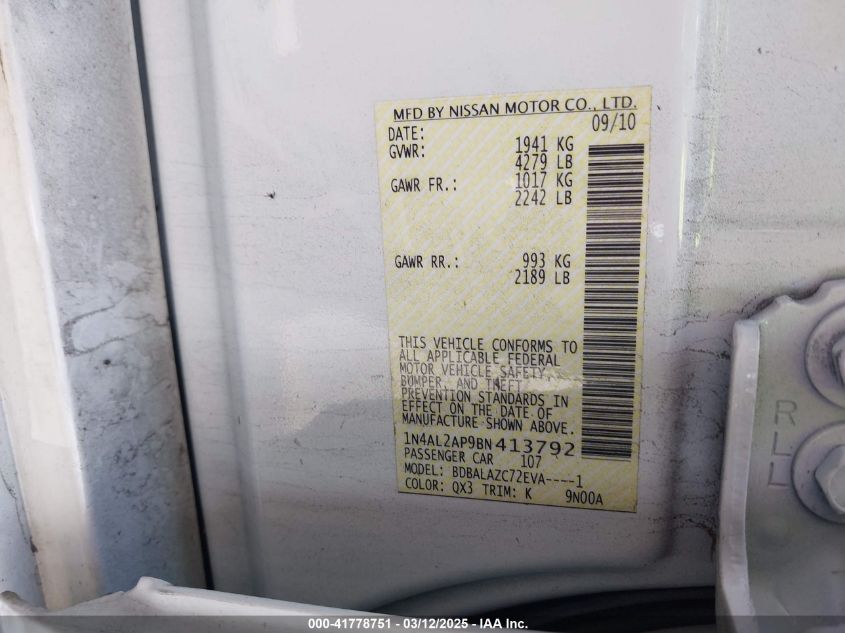 MFD BY NISSAN MOTOR CO., LTD.
DATE: 09/10
GVWR: 1941 KG
4279 LB
GAWR FR.: 1017 KG
2242 LB
GAWR RR.: 993 KG
2189 LB
THIS VEHICLE CONFORMS TO
ALL APPLICABLE FEDERAL
MOTOR VEHICLE SAFETY,
BUMPER, AND THEFT
PREVENTION STANDARDS IN
EFFECT ON THE DATE OF
MANUFACTURE SHOWN ABOVE.
1N4AL2AP9BN413792
PASSENGER CAR 107
MODEL: BDBALAZC72EVA----1
COLOR: QX3 TRIM: K 9N00A
R
L
L
000-41778751 - 03/12/2025 - IAA Inc.